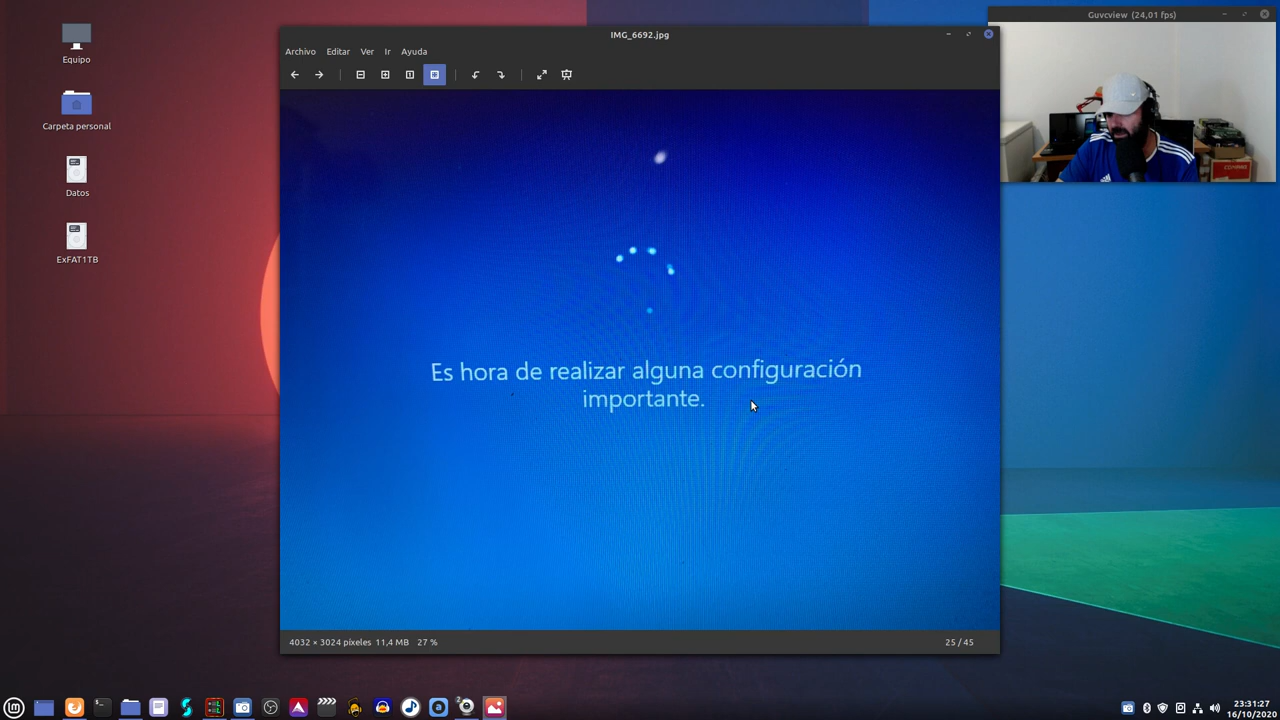 Guvcview (24,01 fps)
IMG_6692.jpg
Archivo Editar Ver Ir Ayuda
Equipo
Carpeta personal
Datos
ExFAT1TB
Es hora de realizar alguna configuración
importante.
4032 × 3024 píxeles 11,4 MB 27 %
25 / 45
23:31:27
16/10/2020